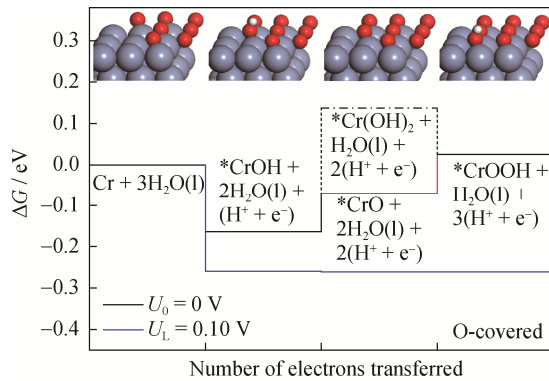 0.3
0.2
0.1
0.0
−0.1
−0.2
−0.3
−0.4
ΔG / eV
Cr + 3H₂O(l)
*CrOH +
2H₂O(l) +
(H⁺ + e⁻)
*Cr(OH)₂ +
H₂O(l) +
2(H⁺ + e⁻)
*CrO +
2H₂O(l) +
2(H⁺ + e⁻)
*CrOOH +
H₂O(l) +
3(H⁺ + e⁻)
U₀ = 0 V
U_L = 0.10 V
O-covered
Number of electrons transferred